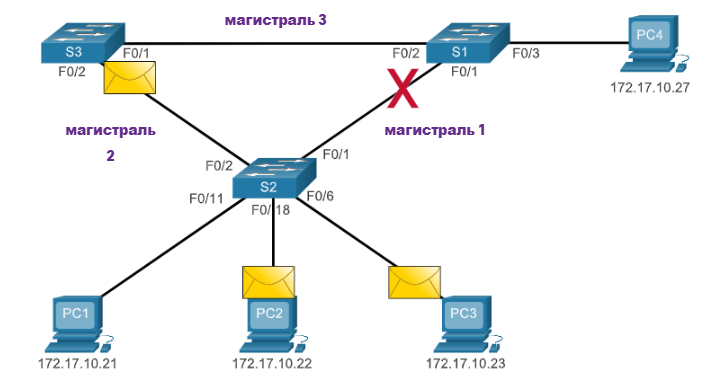 магистраль 3
S3
F0/1
F0/2
S1
F0/3
PC4
F0/2
F0/1
172.17.10.27
магистраль
2
магистраль 1
F0/2
F0/1
S2
F0/11
F0/18
F0/6
PC1
PC2
PC3
172.17.10.21
172.17.10.22
172.17.10.23